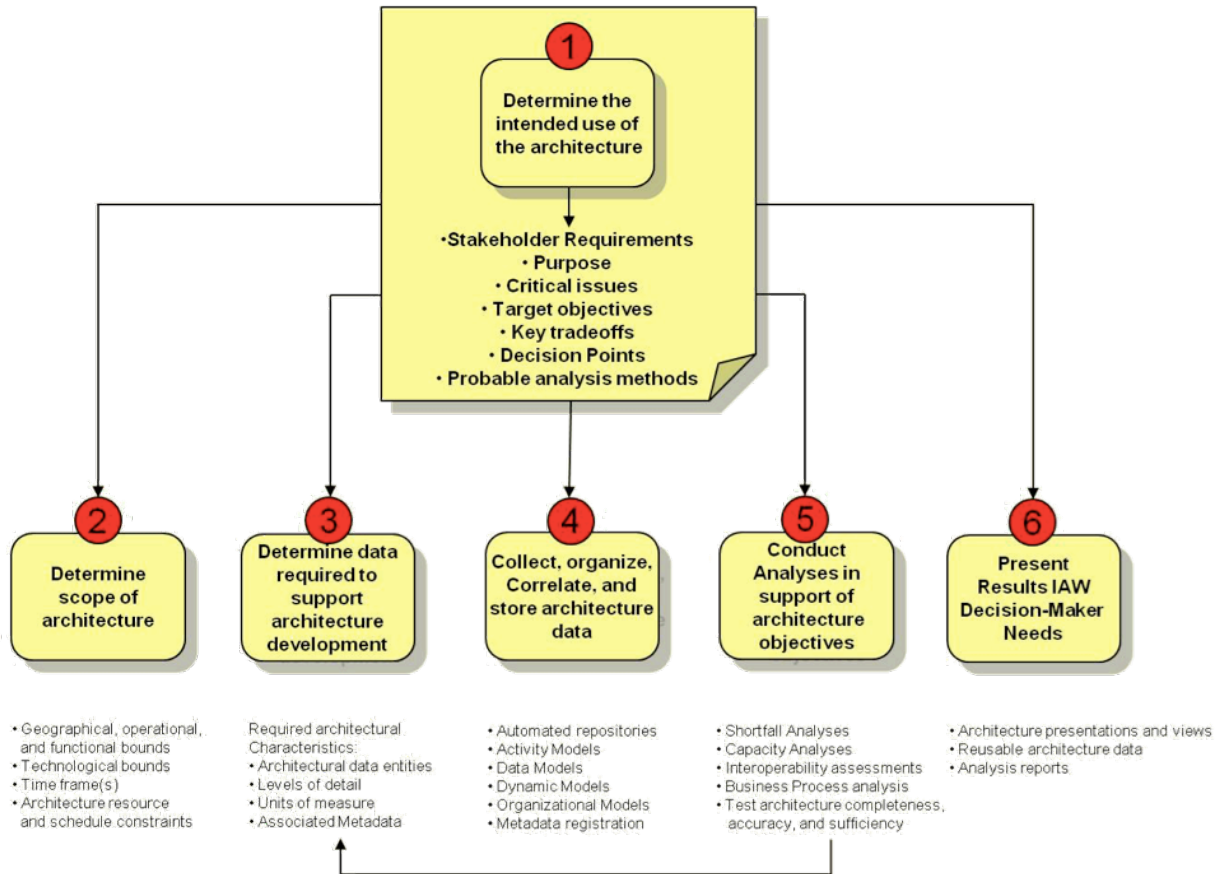 1
Determine the
intended use of
the architecture
•Stakeholder Requirements
• Purpose
• Critical issues
• Target objectives
• Key tradeoffs
• Decision Points
• Probable analysis methods
2
Determine
scope of
architecture
• Geographical, operational,
and functional bounds
• Technological bounds
• Time frame(s)
• Architecture resource
and schedule constraints
3
Determine data
required to
support
architecture
development
Required architectural
Characteristics:
• Architectural data entities
• Levels of detail
• Units of measure
• Associated Metadata
4
Collect, organize,
Correlate, and
store architecture
data
• Automated repositories
• Activity Models
• Data Models
• Dynamic Models
• Organizational Models
• Metadata registration
5
Conduct
Analyses in
support of
architecture
objectives
• Shortfall Analyses
• Capacity Analyses
• Interoperability assessments
• Business Process analysis
• Test architecture completeness,
accuracy, and sufficiency
6
Present
Results IAW
Decision-Maker
Needs
• Architecture presentations and views
• Reusable architecture data
• Analysis reports